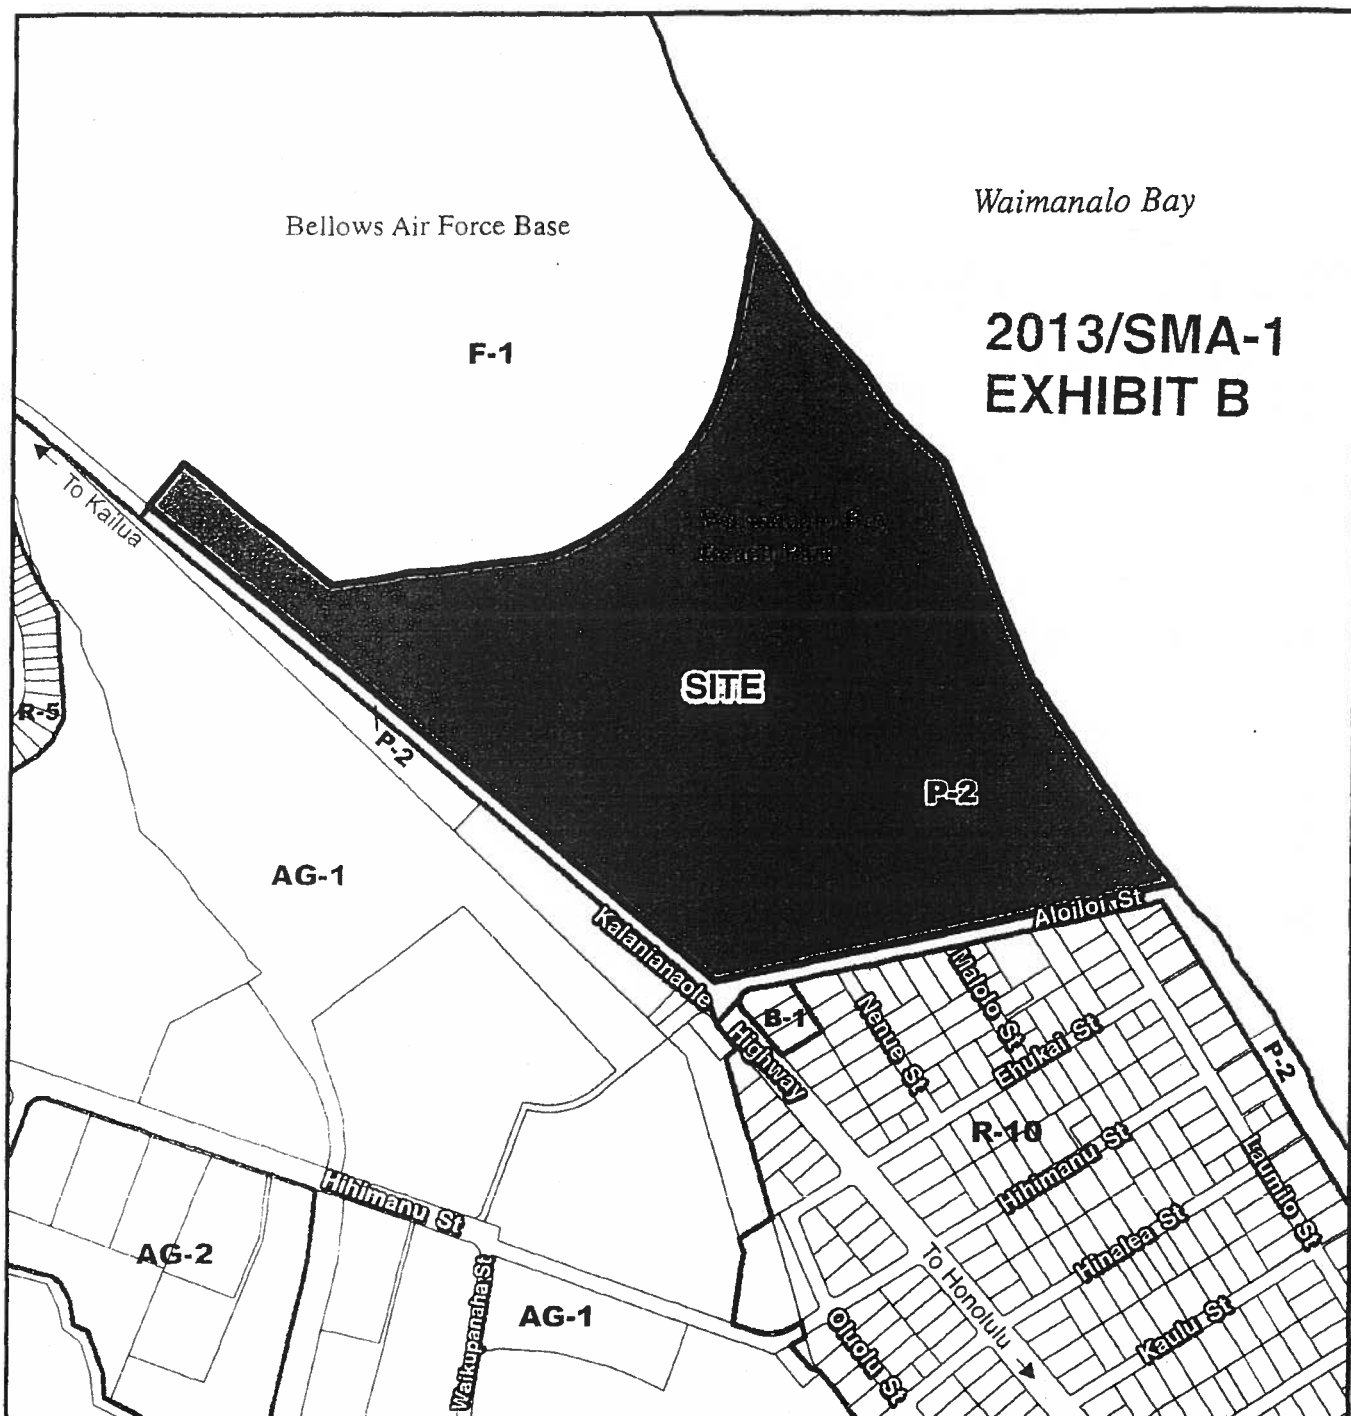 Waimanalo Bay
Bellows Air Force Base
2013/SMA-1
EXHIBIT B
F-1
To Kailua
SITE
R-5
P-2
P-2
AG-1
Aloiloi St
Kalanianaole
Highway
B-1
Nenue St
Malolo St
Ehukai St
P-2
R-10
Hihimanu St
Laumilo St
Hihimanu St
Hinalea St
AG-2
To Honolulu
Waikupanaha St
AG-1
Oluolu St
Kaulu St